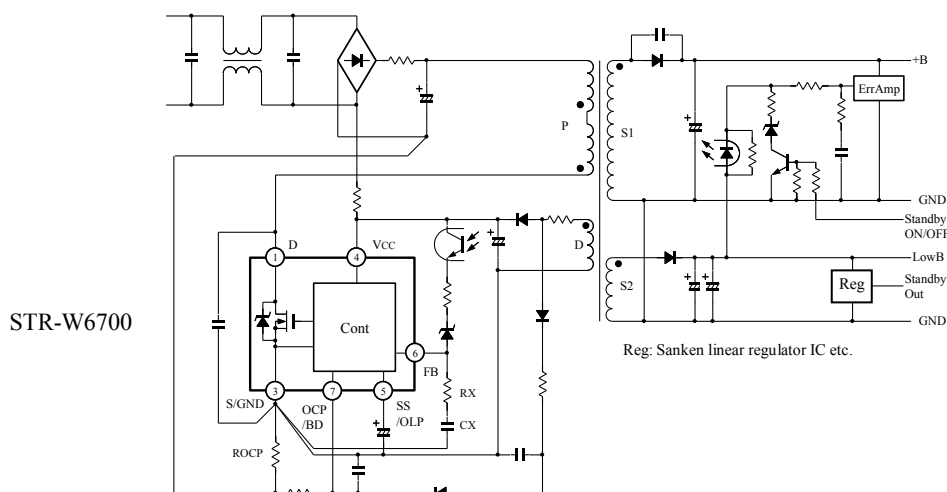 +B
ErrAmp
P
S1
GND
Standby
ON/OFF
D
D
VCC
1
4
LowB
S2
Reg
Standby
Out
STR-W6700
Cont
GND
6
Reg: Sanken linear regulator IC etc.
FB
3
7
5
RX
S/GND
OCP
/BD
SS
/OLP
CX
ROCP